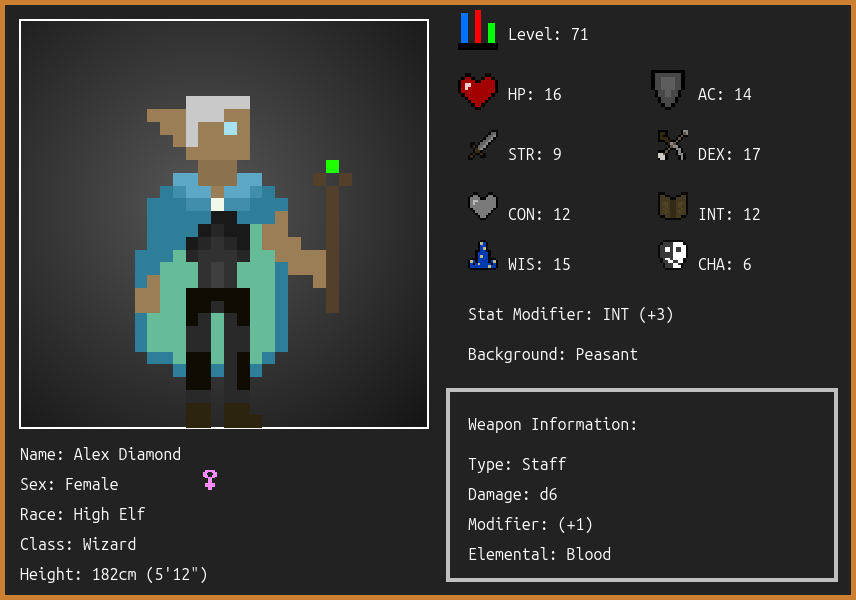 Level: 71
HP: 16
AC: 14
STR: 9
DEX: 17
CON: 12
INT: 12
WIS: 15
CHA: 6
Stat Modifier: INT (+3)
Background: Peasant
Weapon Information:
Type: Staff
Damage: d6
Modifier: (+1)
Elemental: Blood
Name: Alex Diamond
Sex: Female
Race: High Elf
Class: Wizard
Height: 182cm (5'12")